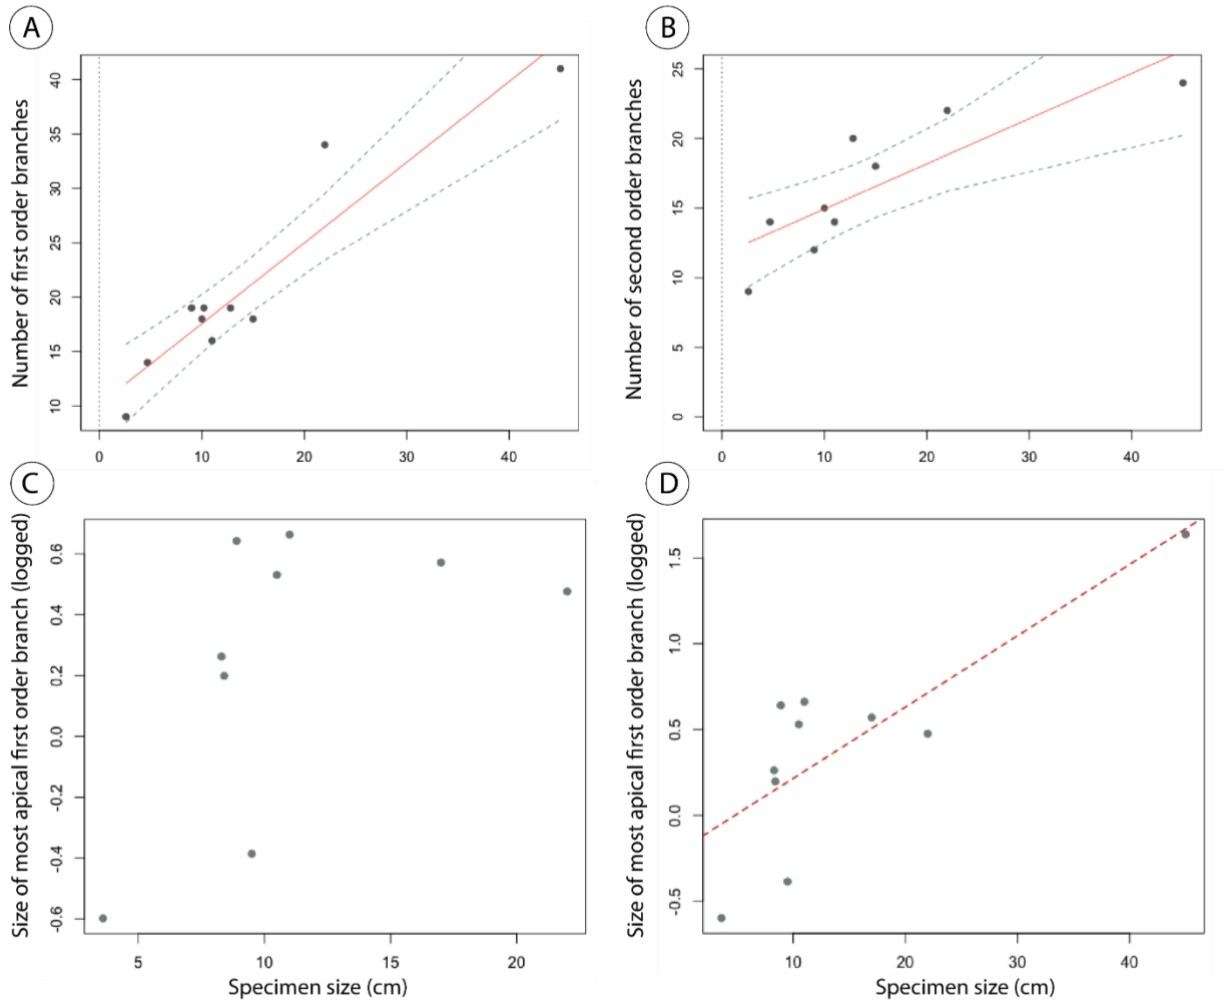 A
Number of first order branches
40
35
30
25
20
15
10
0 10 20 30 40
B
Number of second order branches
25
20
15
10
5
0
0 10 20 30 40
C
Size of most apical first order branch (logged)
0.6
0.4
0.2
0.0
-0.2
-0.4
-0.6
5 10 15 20
Specimen size (cm)
D
Size of most apical first order branch (logged)
1.5
1.0
0.5
0.0
-0.5
10 20 30 40
Specimen size (cm)